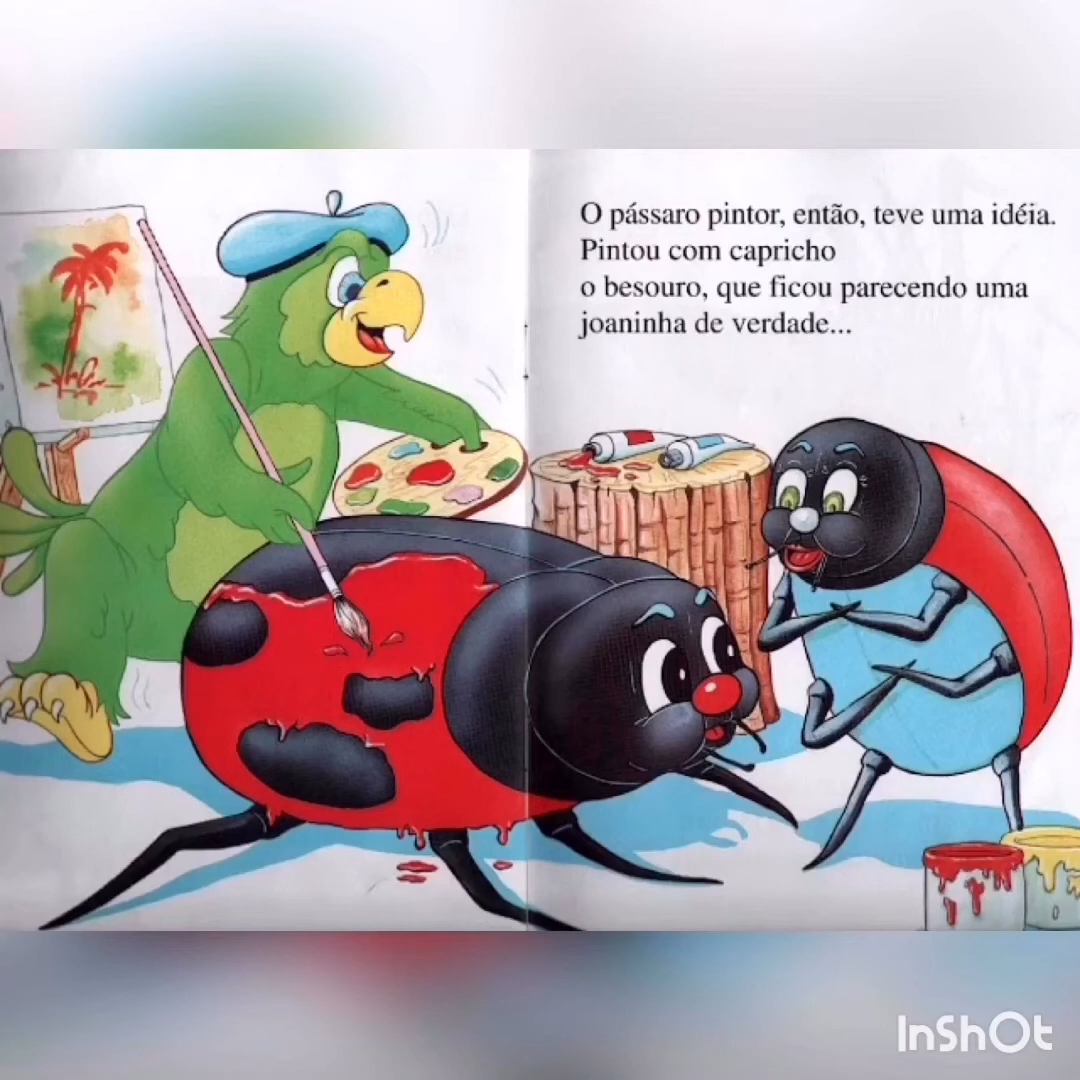 O pássaro pintor, então, teve uma idéia.
Pintou com capricho
o besouro, que ficou parecendo uma
joaninha de verdade...
InShOt